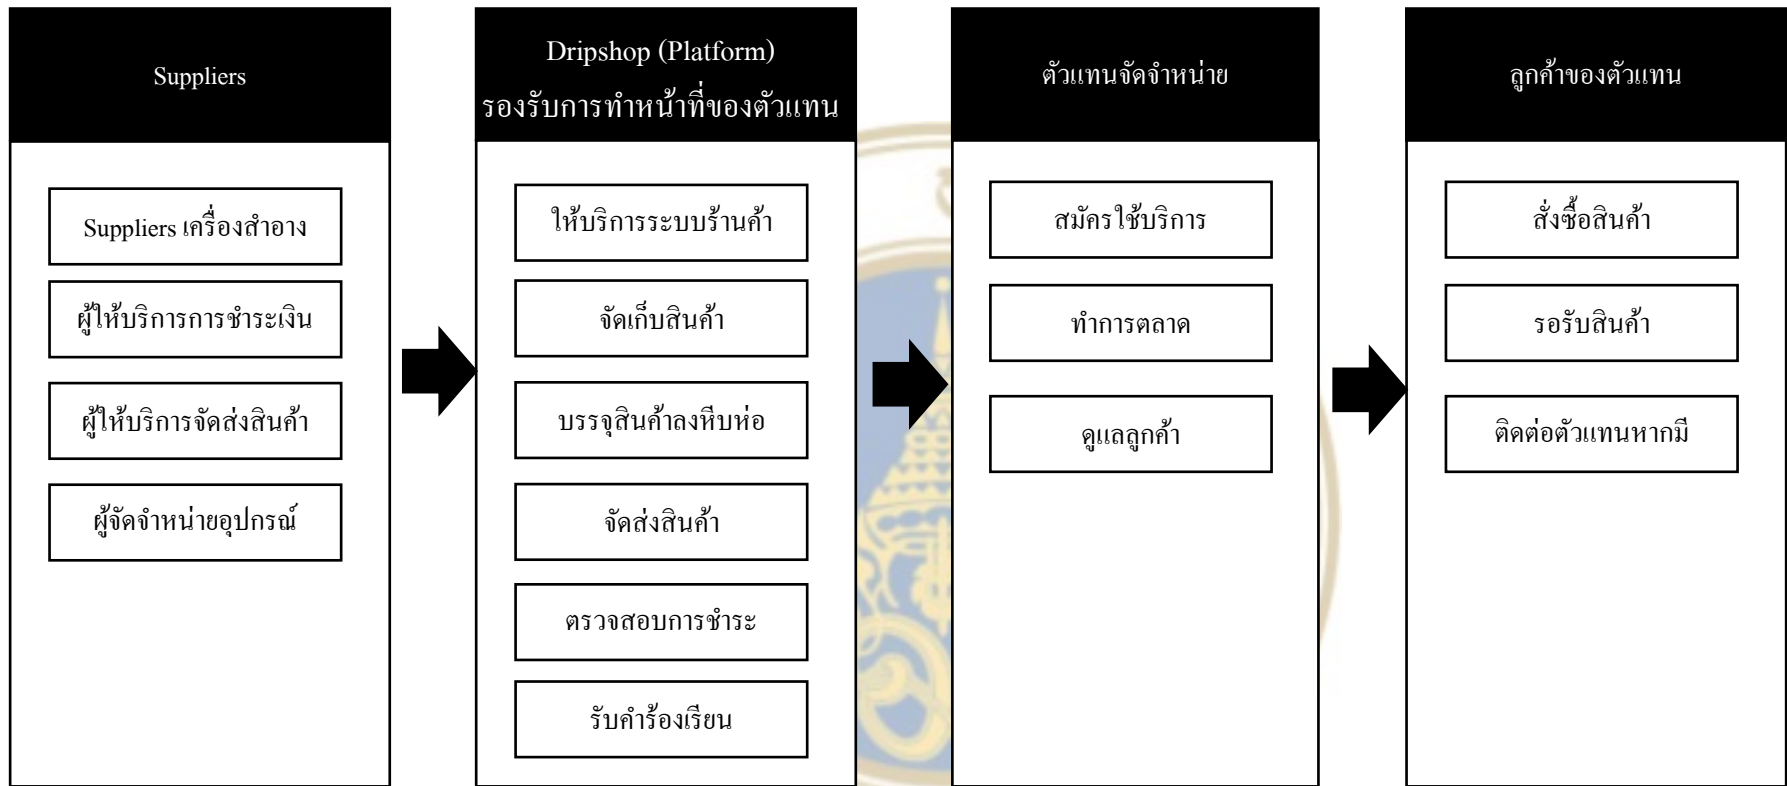 Suppliers
Suppliers เครื่องสำอาง
ผู้ให้บริการการชำระเงิน
ผู้ให้บริการจัดส่งสินค้า
ผู้จัดจำหน่ายอุปกรณ์
Dripshop (Platform)
รองรับการทำหน้าที่ของตัวแทน
ให้บริการระบบร้านค้า
จัดเก็บสินค้า
บรรจุสินค้าลงหีบห่อ
จัดส่งสินค้า
ตรวจสอบการชำระ
รับคำร้องเรียน
ตัวแทนจัดจำหน่าย
สมัครใช้บริการ
ทำการตลาด
ดูแลลูกค้า
ลูกค้าของตัวแทน
สั่งซื้อสินค้า
รอรับสินค้า
ติดต่อตัวแทนหากมี